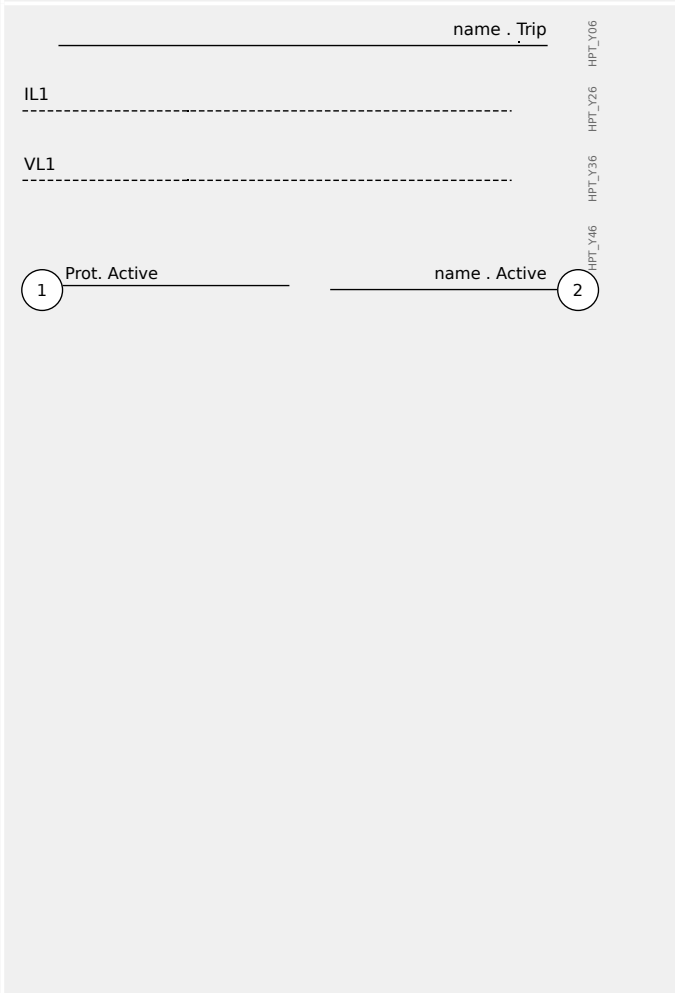 name . Trip
HPT_Y06
IL1
HPT_Y26
VL1
HPT_Y36
HPT_Y46
1 Prot. Active name . Active 2